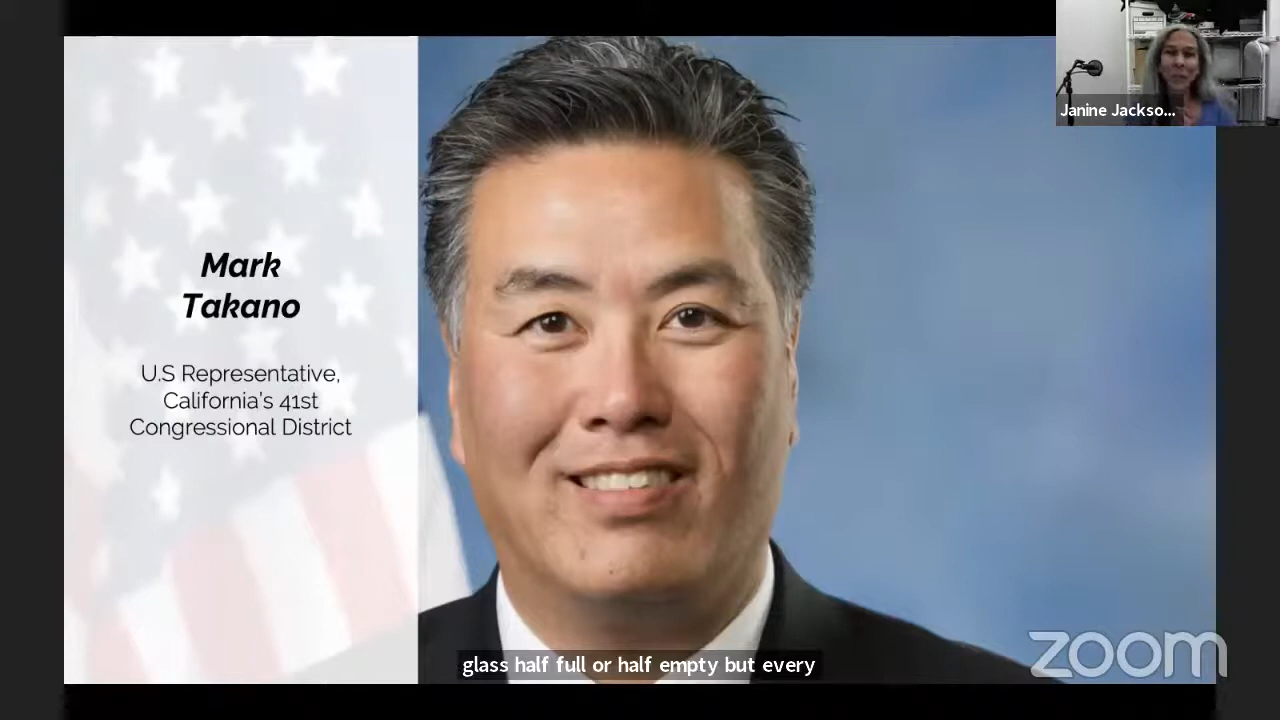 Janine Jackso...
Mark
Takano
U.S Representative,
California's 41st
Congressional District
glass half full or half empty but every
zoom